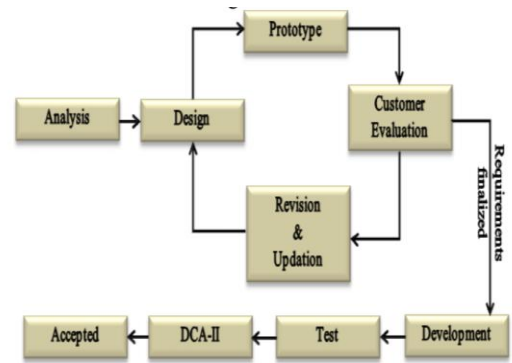 Prototype
Analysis
Design
Customer
Evaluation
Requirements
finalized
Revision
&
Updation
Accepted
DCA-II
Test
Development